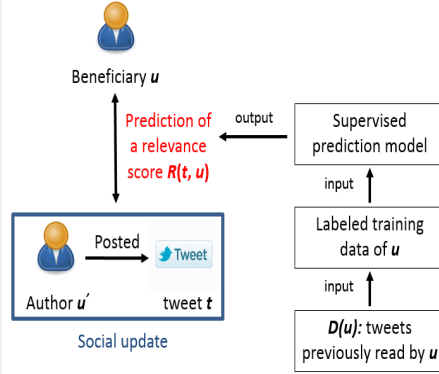 Beneficiary u
Prediction of
a relevance
score R(t, u)
output
Supervised
prediction model
input
Labeled training
data of u
input
D(u): tweets
previously read by u
Posted
Tweet
Author u´
tweet t
Social update